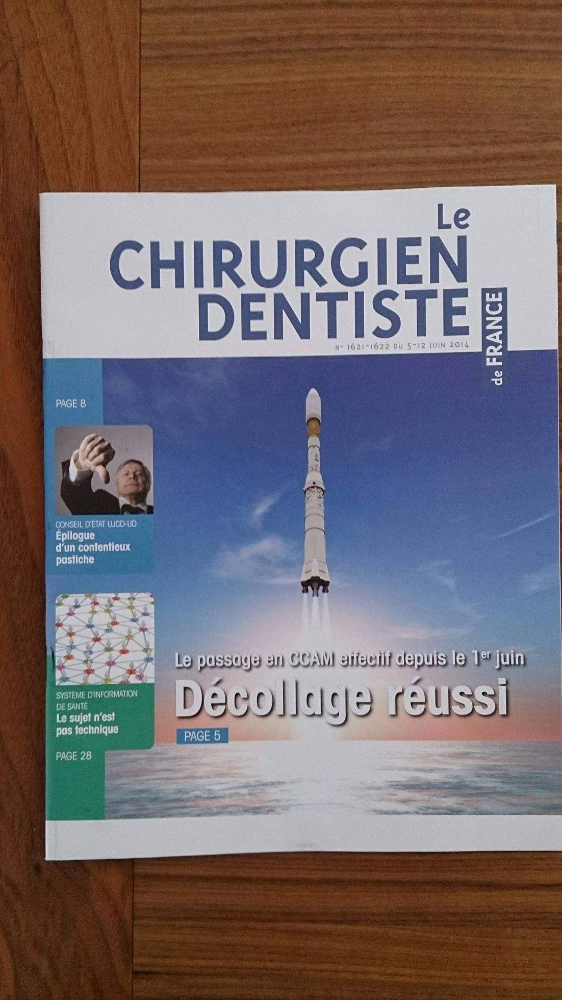 Le
CHIRURGIEN
DENTISTE
de FRANCE
N° 1621-1622 DU 5-12 JUIN 2014
PAGE 8
CONSEIL D'ÉTAT UJCD-UD
Épilogue
d'un contentieux
pastiche
SYSTÈME D'INFORMATION
DE SANTÉ
Le sujet n'est
pas technique
PAGE 28
Le passage en CCAM effectif depuis le 1er juin
Décollage réussi
PAGE 5